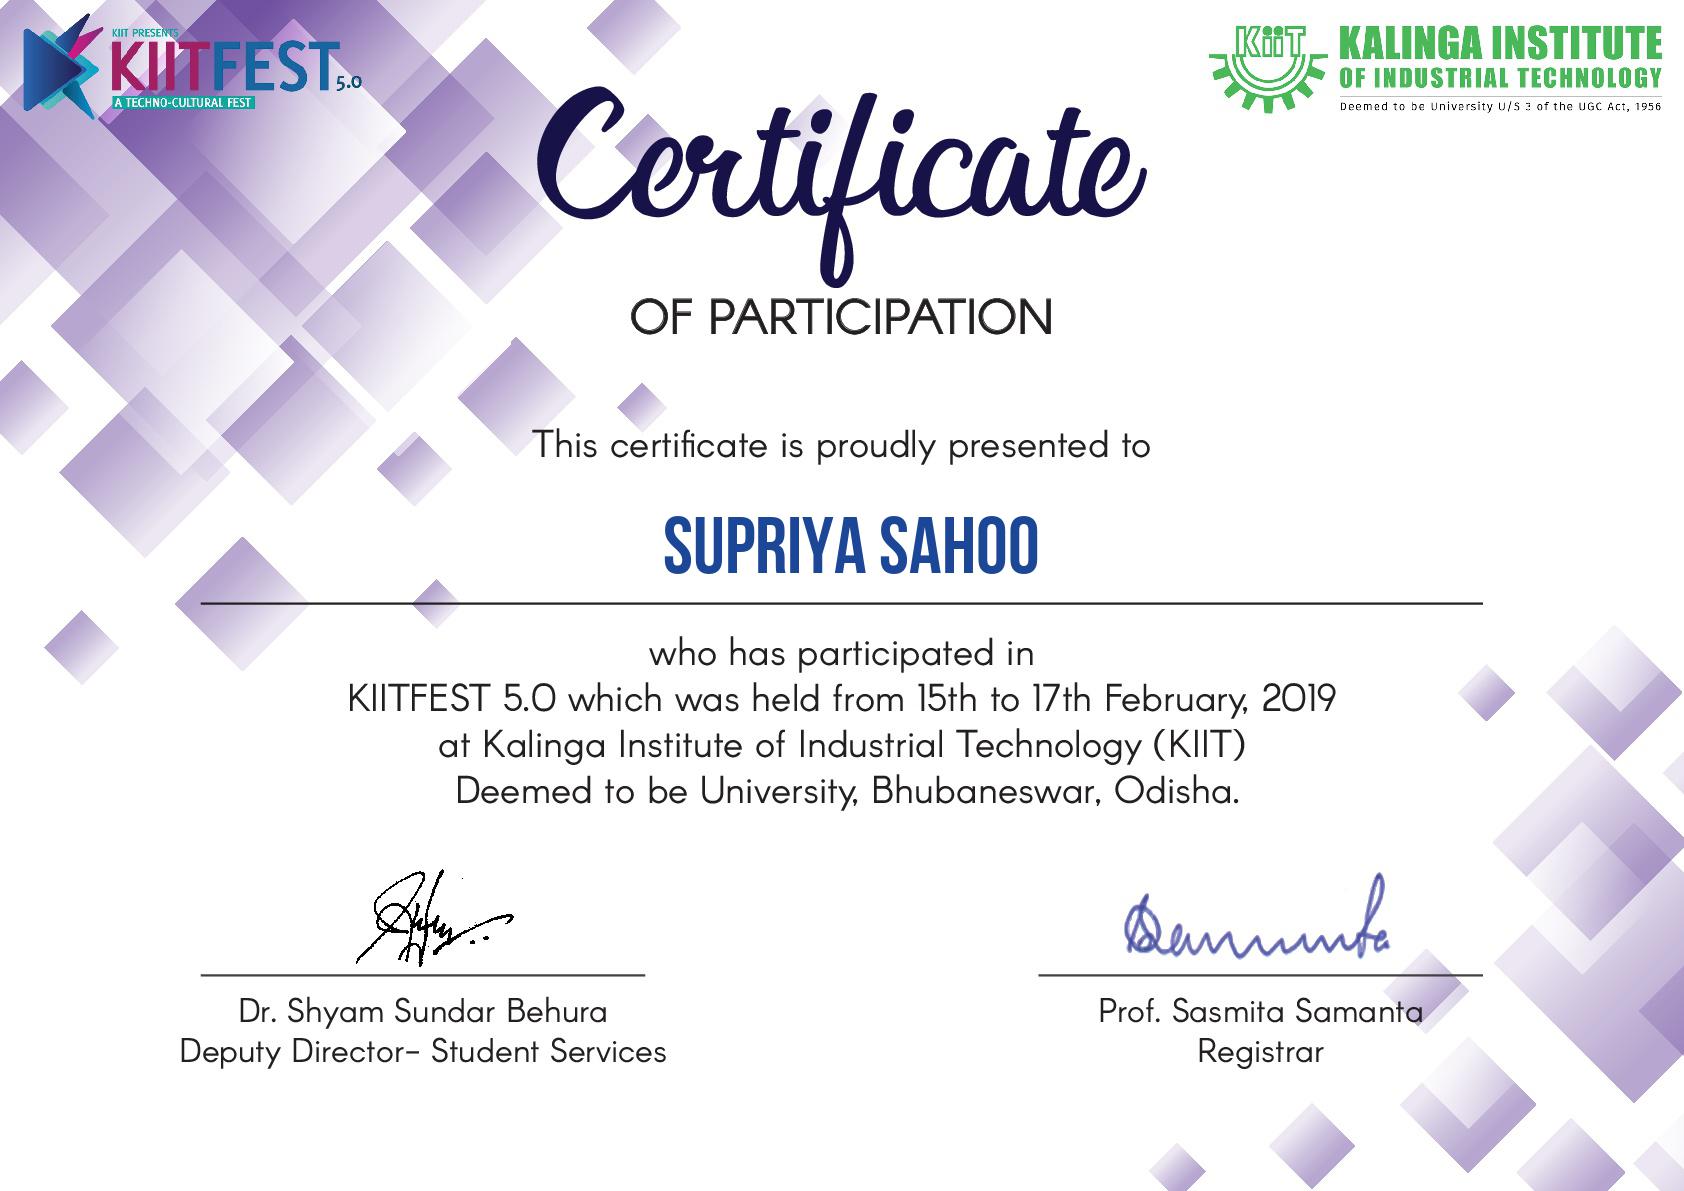 KIIT PRESENTS
KIITFEST 5.0
A TECHNO-CULTURAL FEST
KiiT
KALINGA INSTITUTE
OF INDUSTRIAL TECHNOLOGY
Deemed to be University U/S 3 of the UGC Act, 1956
Certificate
OF PARTICIPATION
This certificate is proudly presented to
SUPRIYA SAHOO
who has participated in
KIITFEST 5.0 which was held from 15th to 17th February, 2019
at Kalinga Institute of Industrial Technology (KIIT)
Deemed to be University, Bhubaneswar, Odisha.
Dr. Shyam Sundar Behura
Deputy Director- Student Services
Prof. Sasmita Samanta
Registrar